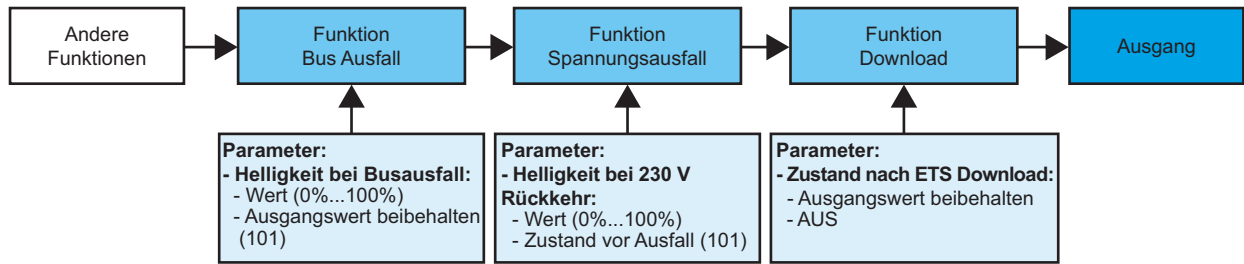 Andere
Funktionen
Funktion
Bus Ausfall
Funktion
Spannungsausfall
Funktion
Download
Ausgang
Parameter:
- Helligkeit bei Busausfall:
- Wert (0%...100%)
- Ausgangswert beibehalten
(101)
Parameter:
- Helligkeit bei 230 V
Rückkehr:
- Wert (0%...100%)
- Zustand vor Ausfall (101)
Parameter:
- Zustand nach ETS Download:
- Ausgangswert beibehalten
- AUS